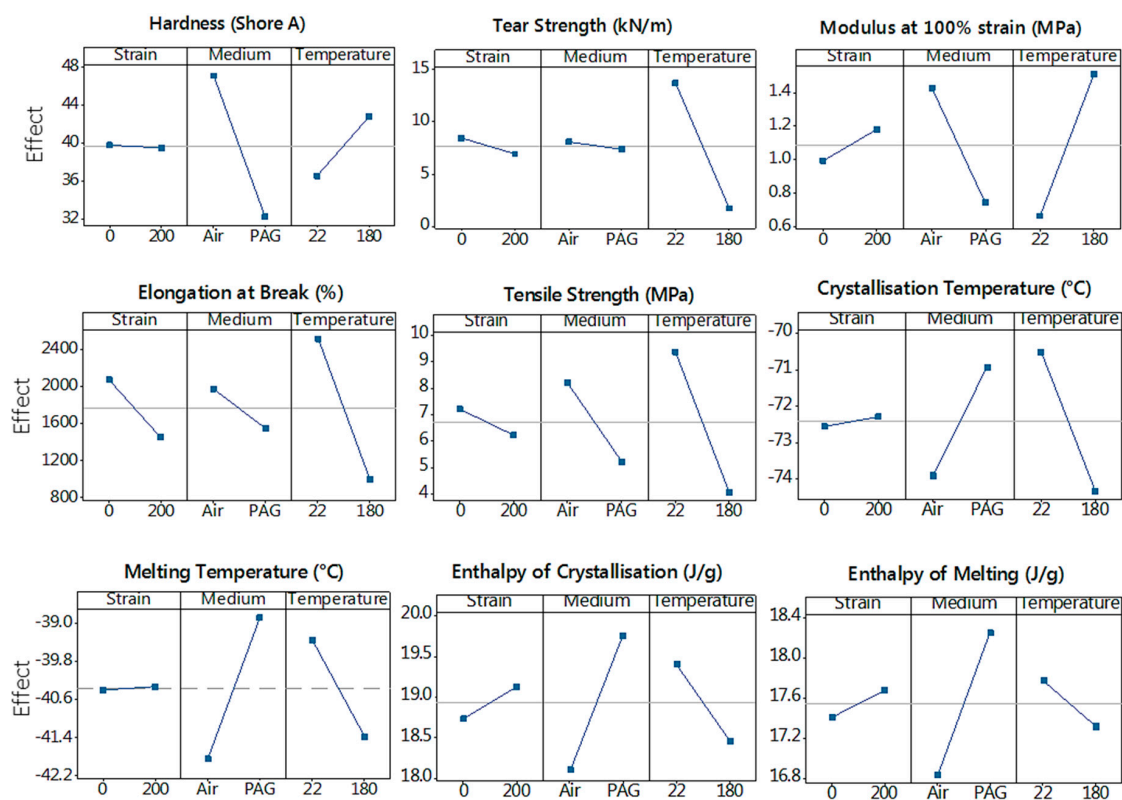 Hardness (Shore A)
Strain Medium Temperature
48
44
40
36
32
Effect
0 200 Air PAG 22 180
Tear Strength (kN/m)
Strain Medium Temperature
15
10
5
0
0 200 Air PAG 22 180
Modulus at 100% strain (MPa)
Strain Medium Temperature
1.4
1.2
1.0
0.8
0.6
0 200 Air PAG 22 180
Elongation at Break (%)
Strain Medium Temperature
2400
2000
1600
1200
800
Effect
0 200 Air PAG 22 180
Tensile Strength (MPa)
Strain Medium Temperature
10
9
8
7
6
5
4
0 200 Air PAG 22 180
Crystallisation Temperature (°C)
Strain Medium Temperature
-70
-71
-72
-73
-74
0 200 Air PAG 22 180
Melting Temperature (°C)
Strain Medium Temperature
-39.0
-39.8
-40.6
-41.4
-42.2
Effect
0 200 Air PAG 22 180
Enthalpy of Crystallisation (J/g)
Strain Medium Temperature
20.0
19.5
19.0
18.5
18.0
0 200 Air PAG 22 180
Enthalpy of Melting (J/g)
Strain Medium Temperature
18.4
18.0
17.6
17.2
16.8
0 200 Air PAG 22 180